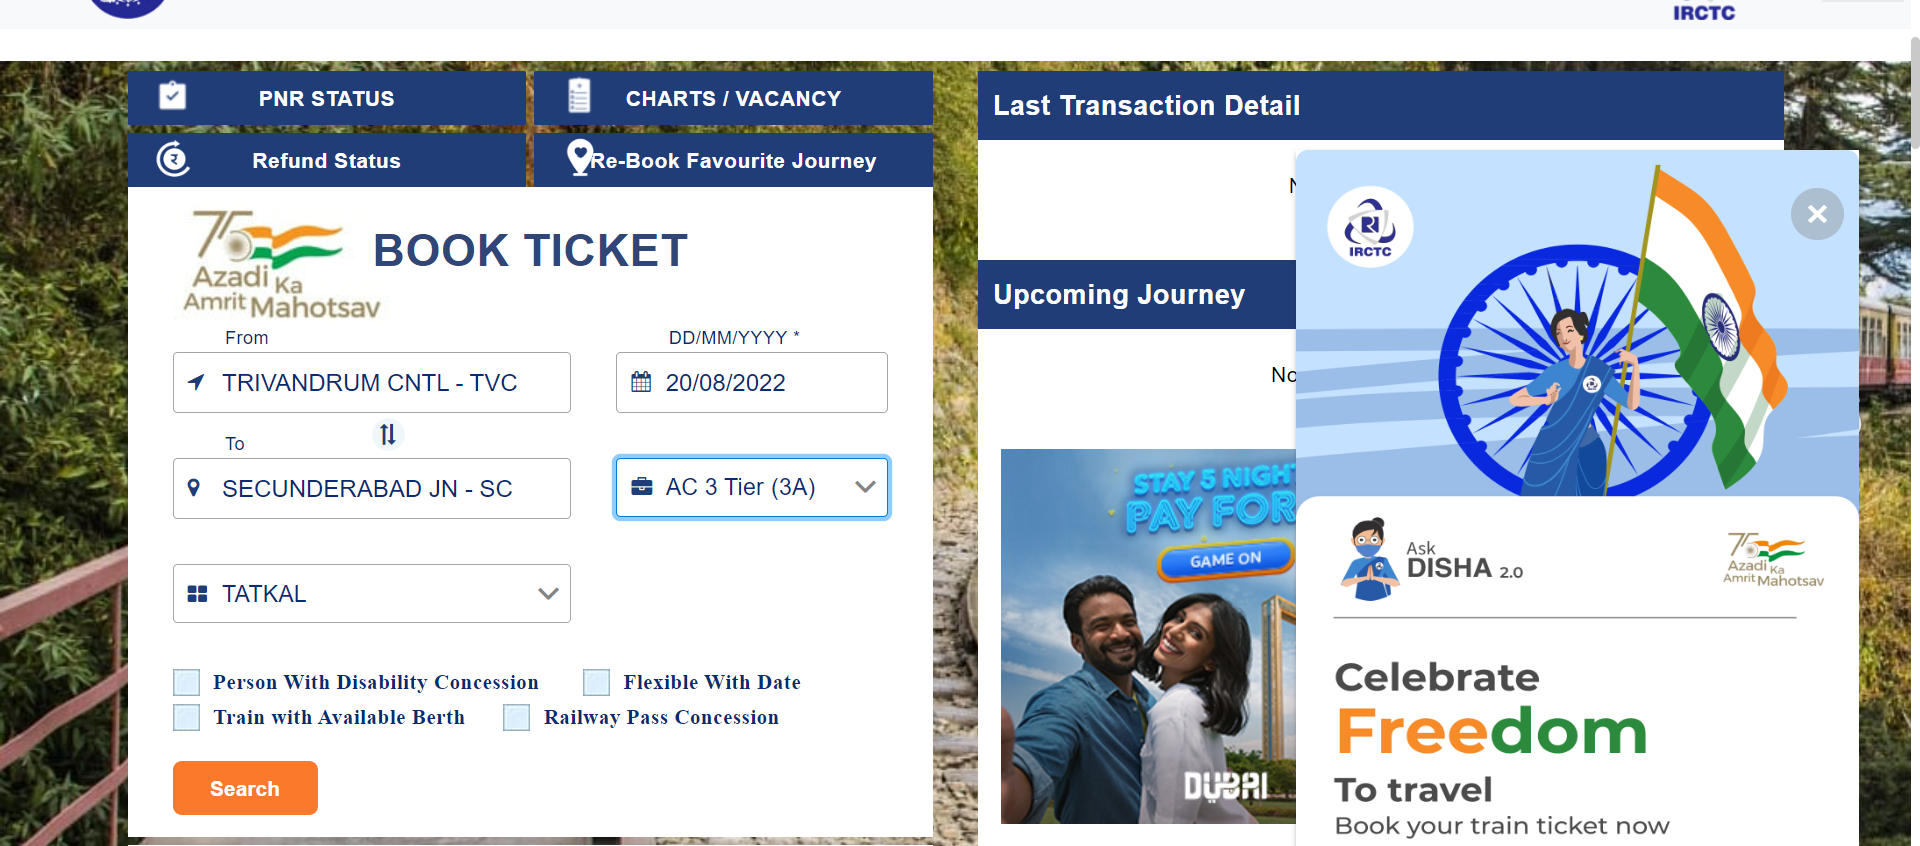 IRCTC
PNR STATUS
CHARTS / VACANCY
Refund Status
Re-Book Favourite Journey
75
Azadi Ka
Amrit Mahotsav
BOOK TICKET
From
TRIVANDRUM CNTL - TVC
DD/MM/YYYY *
20/08/2022
To
SECUNDERABAD JN - SC
AC 3 Tier (3A)
TATKAL
Person With Disability Concession
Flexible With Date
Train with Available Berth
Railway Pass Concession
Search
Last Transaction Detail
Upcoming Journey
No
STAY 5 NIGHT
PAY FOR
GAME ON
DUBAI
IRCTC
Ask
DISHA 2.0
75
Azadi Ka
Amrit Mahotsav
Celebrate
Freedom
To travel
Book your train ticket now